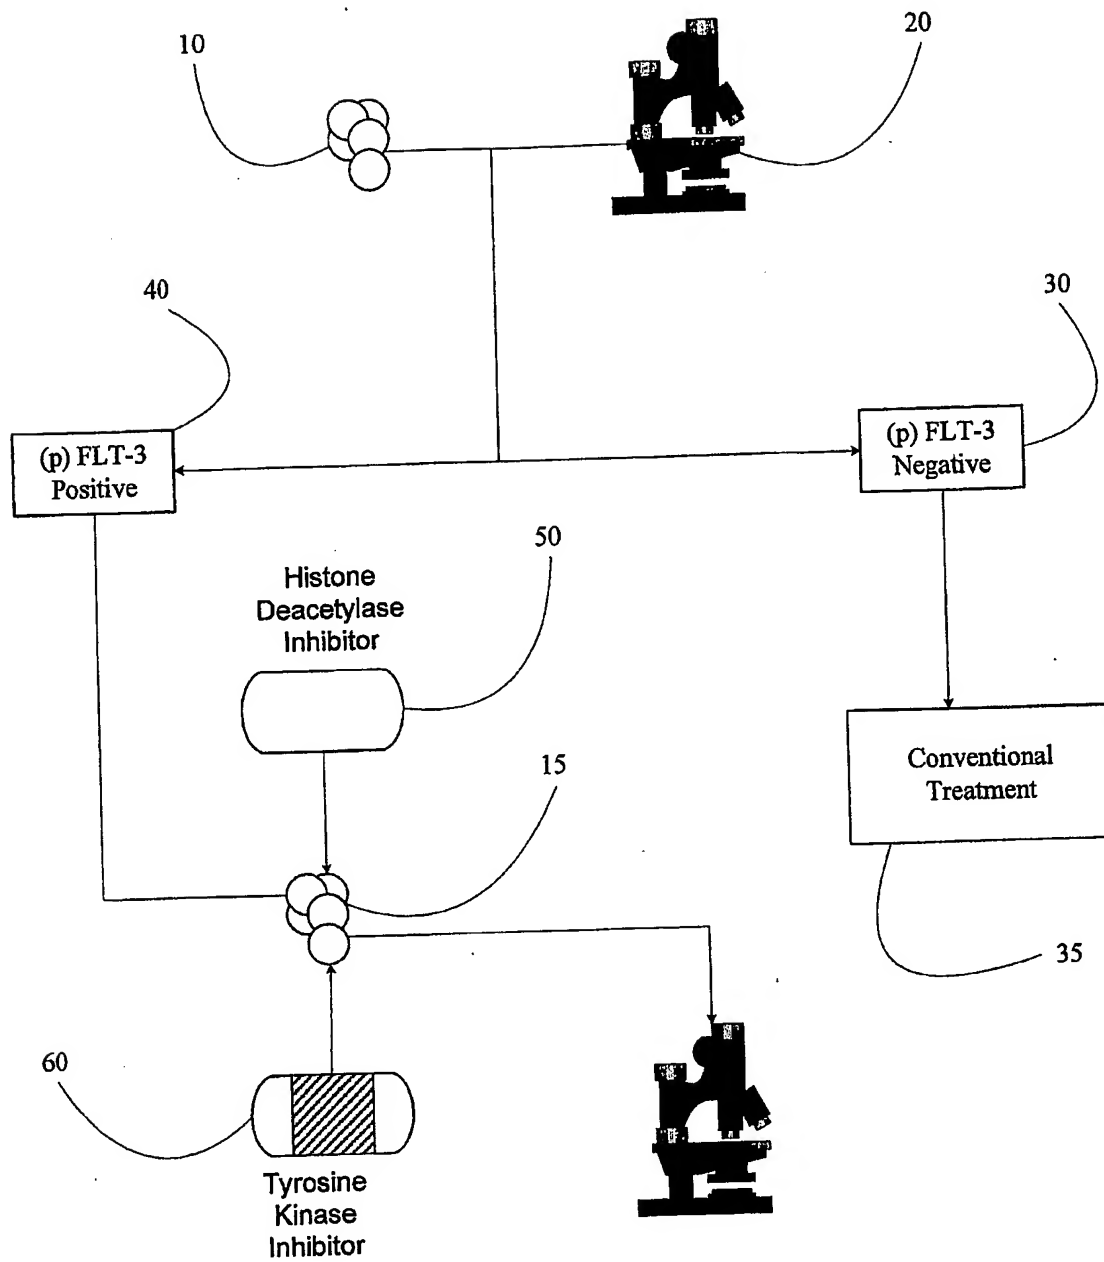 10
20
40
30
(p) FLT-3
Positive
(p) FLT-3
Negative
50
Histone
Deacetylase
Inhibitor
15
Conventional
Treatment
35
60
Tyrosine
Kinase
Inhibitor